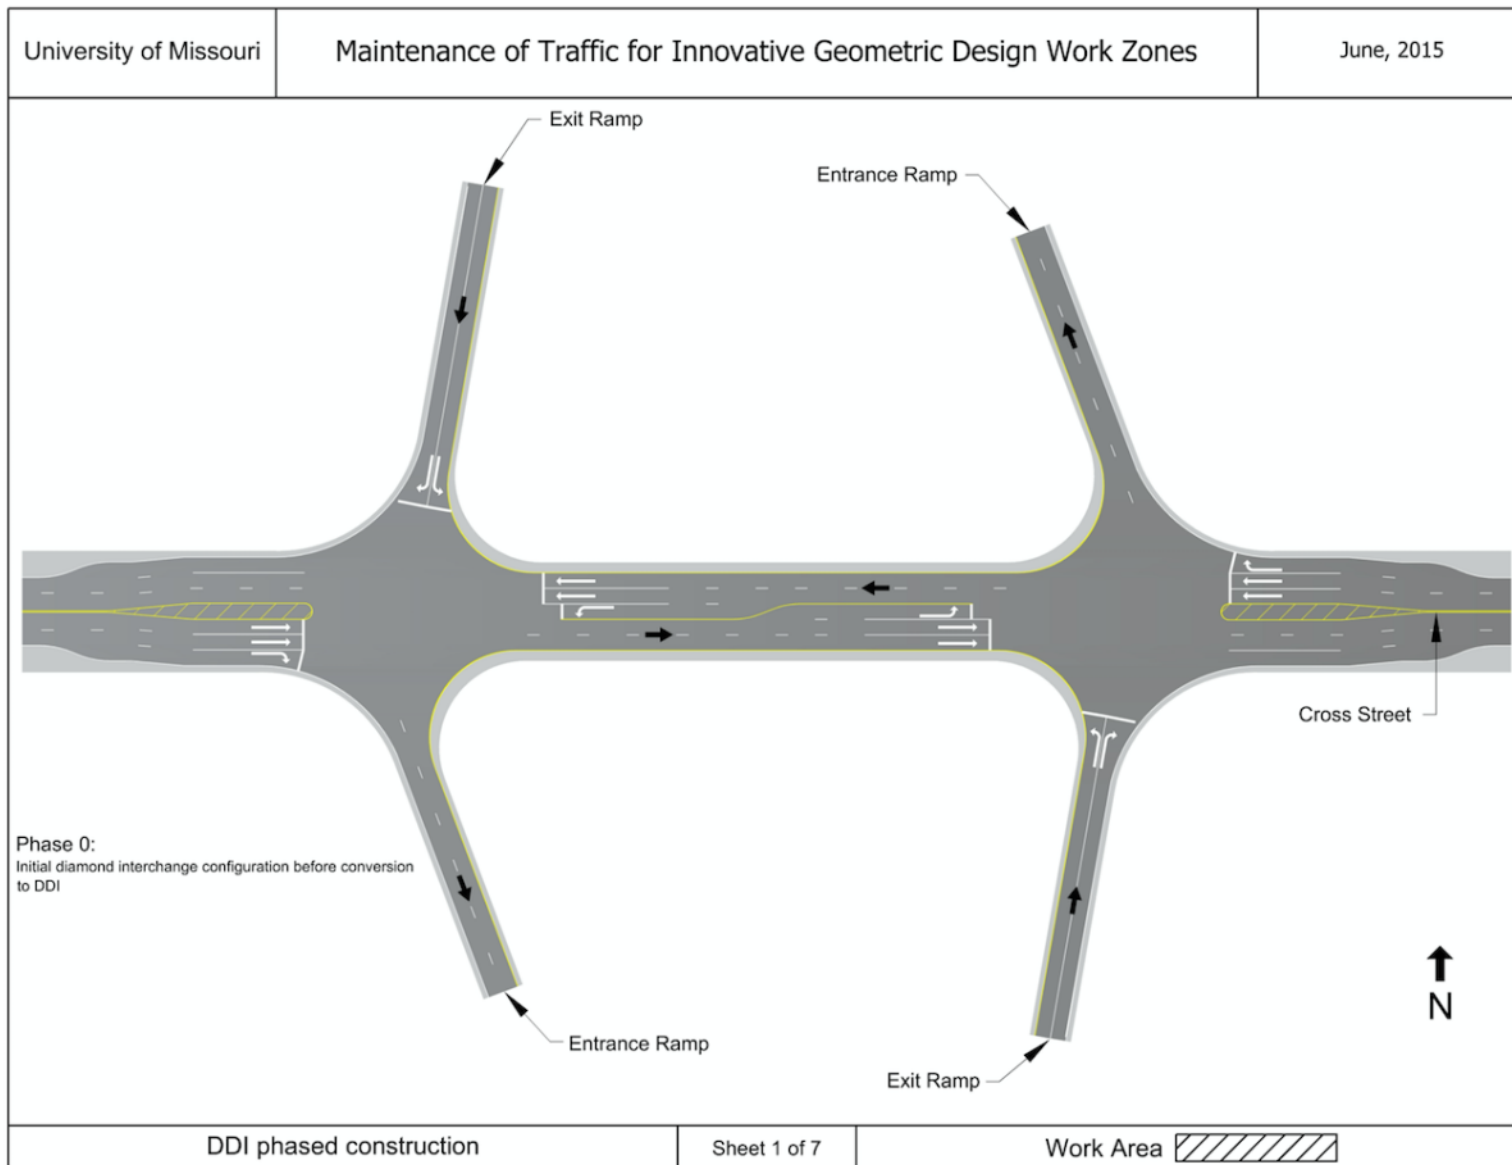 University of Missouri
Maintenance of Traffic for Innovative Geometric Design Work Zones
June, 2015
Exit Ramp
Entrance Ramp
Cross Street
Phase 0:
Initial diamond interchange configuration before conversion
to DDI
N
Entrance Ramp
Exit Ramp
DDI phased construction
Sheet 1 of 7
Work Area